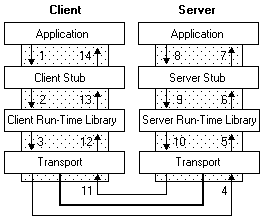 Client Server
Application Application
1 14 8 7
Client Stub Server Stub
2 13 9 6
Client Run-Time Library Server Run-Time Library
3 12 10 5
Transport Transport
11 4